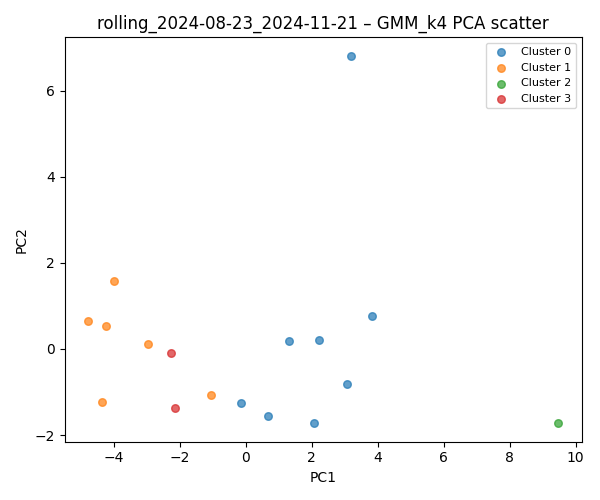 rolling_2024-08-23_2024-11-21 – GMM_k4 PCA scatter
Cluster 0
Cluster 1
Cluster 2
Cluster 3
6
4
2
0
−2
PC2
−4
−2
0
2
4
6
8
10
PC1